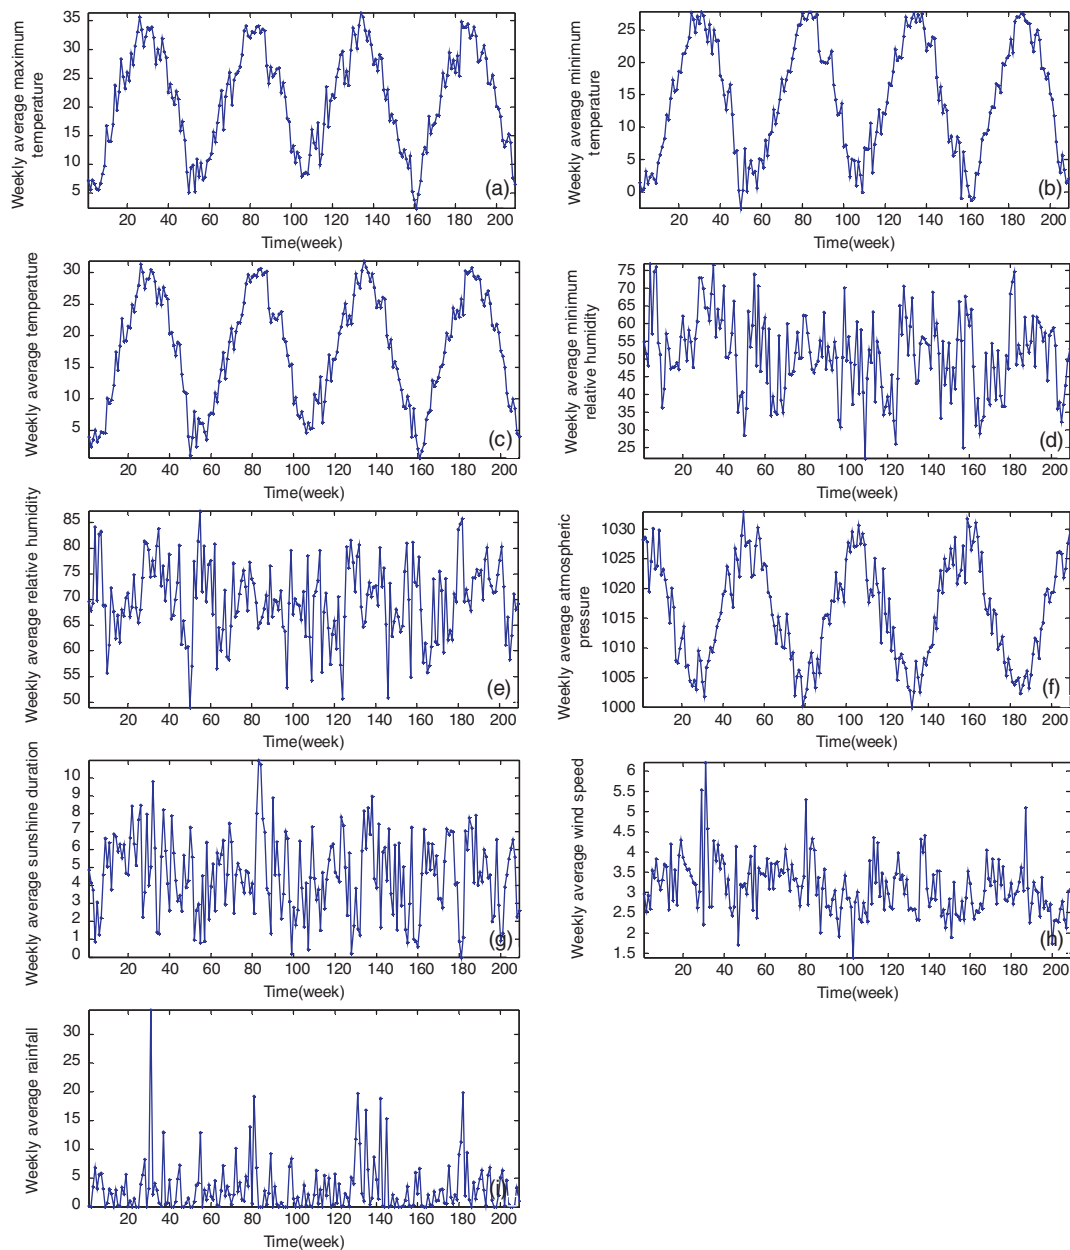 Weekly average maximum
temperature
35
30
25
20
15
10
5
20 40 60 80 100 120 140 160 180 200
Time(week)
(a)
Weekly average minimum
temperature
25
20
15
10
5
0
20 40 60 80 100 120 140 160 180 200
Time(week)
(b)
Weekly average temperature
30
25
20
15
10
5
20 40 60 80 100 120 140 160 180 200
Time(week)
(c)
Weekly average minimum
relative humidity
75
70
65
60
55
50
45
40
35
30
25
20 40 60 80 100 120 140 160 180 200
Time(week)
(d)
Weekly average relative humidity
85
80
75
70
65
60
55
50
20 40 60 80 100 120 140 160 180 200
Time(week)
(e)
Weekly average atmospheric
pressure
1030
1025
1020
1015
1010
1005
1000
20 40 60 80 100 120 140 160 180 200
Time(week)
(f)
Weekly average sunshine duration
10
9
8
7
6
5
4
3
2
1
0
20 40 60 80 100 120 140 160 180 200
Time(week)
(g)
Weekly average wind speed
6
5.5
5
4.5
4
3.5
3
2.5
2
1.5
20 40 60 80 100 120 140 160 180 200
Time(week)
(h)
Weekly average rainfall
30
25
20
15
10
5
0
20 40 60 80 100 120 140 160 180 200
Time(week)
(i)